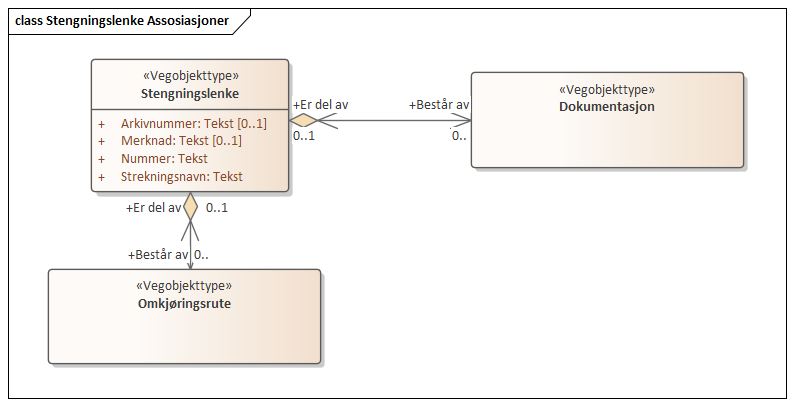 class Stengningslenke Assosiasjoner
«Vegobjekttype»
Stengningslenke
+ Arkivnummer: Tekst [0..1]
+ Merknad: Tekst [0..1]
+ Nummer: Tekst
+ Strekningsnavn: Tekst
+Er del av
0..1
+Består av
0..
«Vegobjekttype»
Dokumentasjon
+Er del av
0..1
+Består av
0..
«Vegobjekttype»
Omkjøringsrute